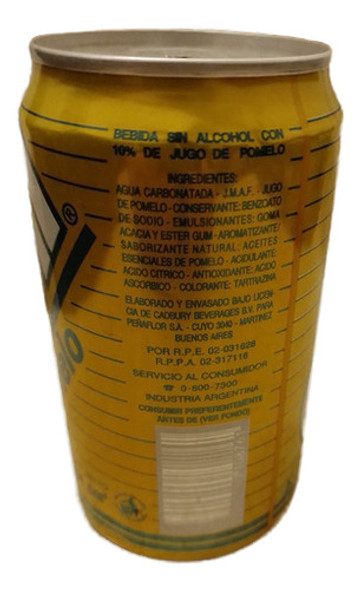 BEBIDA SIN ALCOHOL CON
10% DE JUGO DE POMELO
INGREDIENTES:
AGUA CARBONATADA - J.M.A.F. - JUGO
DE POMELO - CONSERVANTE: BENZOATO
DE SODIO - EMULSIONANTES: GOMA
ACACIA Y ESTER GUM - AROMATIZANTE/
SABORIZANTE NATURAL: ACEITES
ESENCIALES DE POMELO - ACIDULANTE:
ACIDO CITRICO - ANTIOXIDANTE: ACIDO
ASCORBICO - COLORANTE: TARTRAZINA
ELABORADO Y ENVASADO BAJO LICEN-
CIA DE CADBURY BEVERAGES B.V. PARA
PEÑAFLOR S.A. - CUYO 3040 - MARTINEZ
BUENOS AIRES
POR R.P.E. 02-031628
R.P.P.A. 02-317116
SERVICIO AL CONSUMIDOR
☎ 0-800-7300
INDUSTRIA ARGENTINA
CONSUMIR PREFERENTEMENTE
ANTES DE (VER FONDO)
®